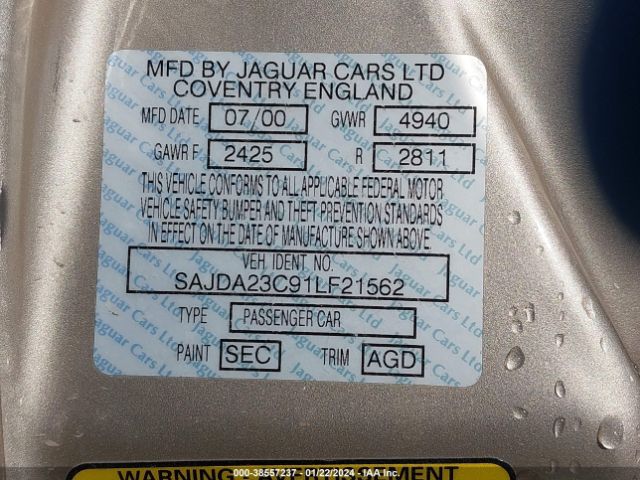 MFD BY JAGUAR CARS LTD
COVENTRY ENGLAND
MFD DATE 07/00 GVWR 4940
GAWR F 2425 R 2811
THIS VEHICLE CONFORMS TO ALL APPLICABLE FEDERAL MOTOR
VEHICLE SAFETY BUMPER AND THEFT PREVENTION STANDARDS
IN EFFECT ON THE DATE OF MANUFACTURE SHOWN ABOVE.
VEH IDENT NO.
SAJDA23C91LF21562
TYPE PASSENGER CAR
PAINT SEC TRIM AGD
WARNING
000-38557237 - 01/22/2024 - IAA Inc.